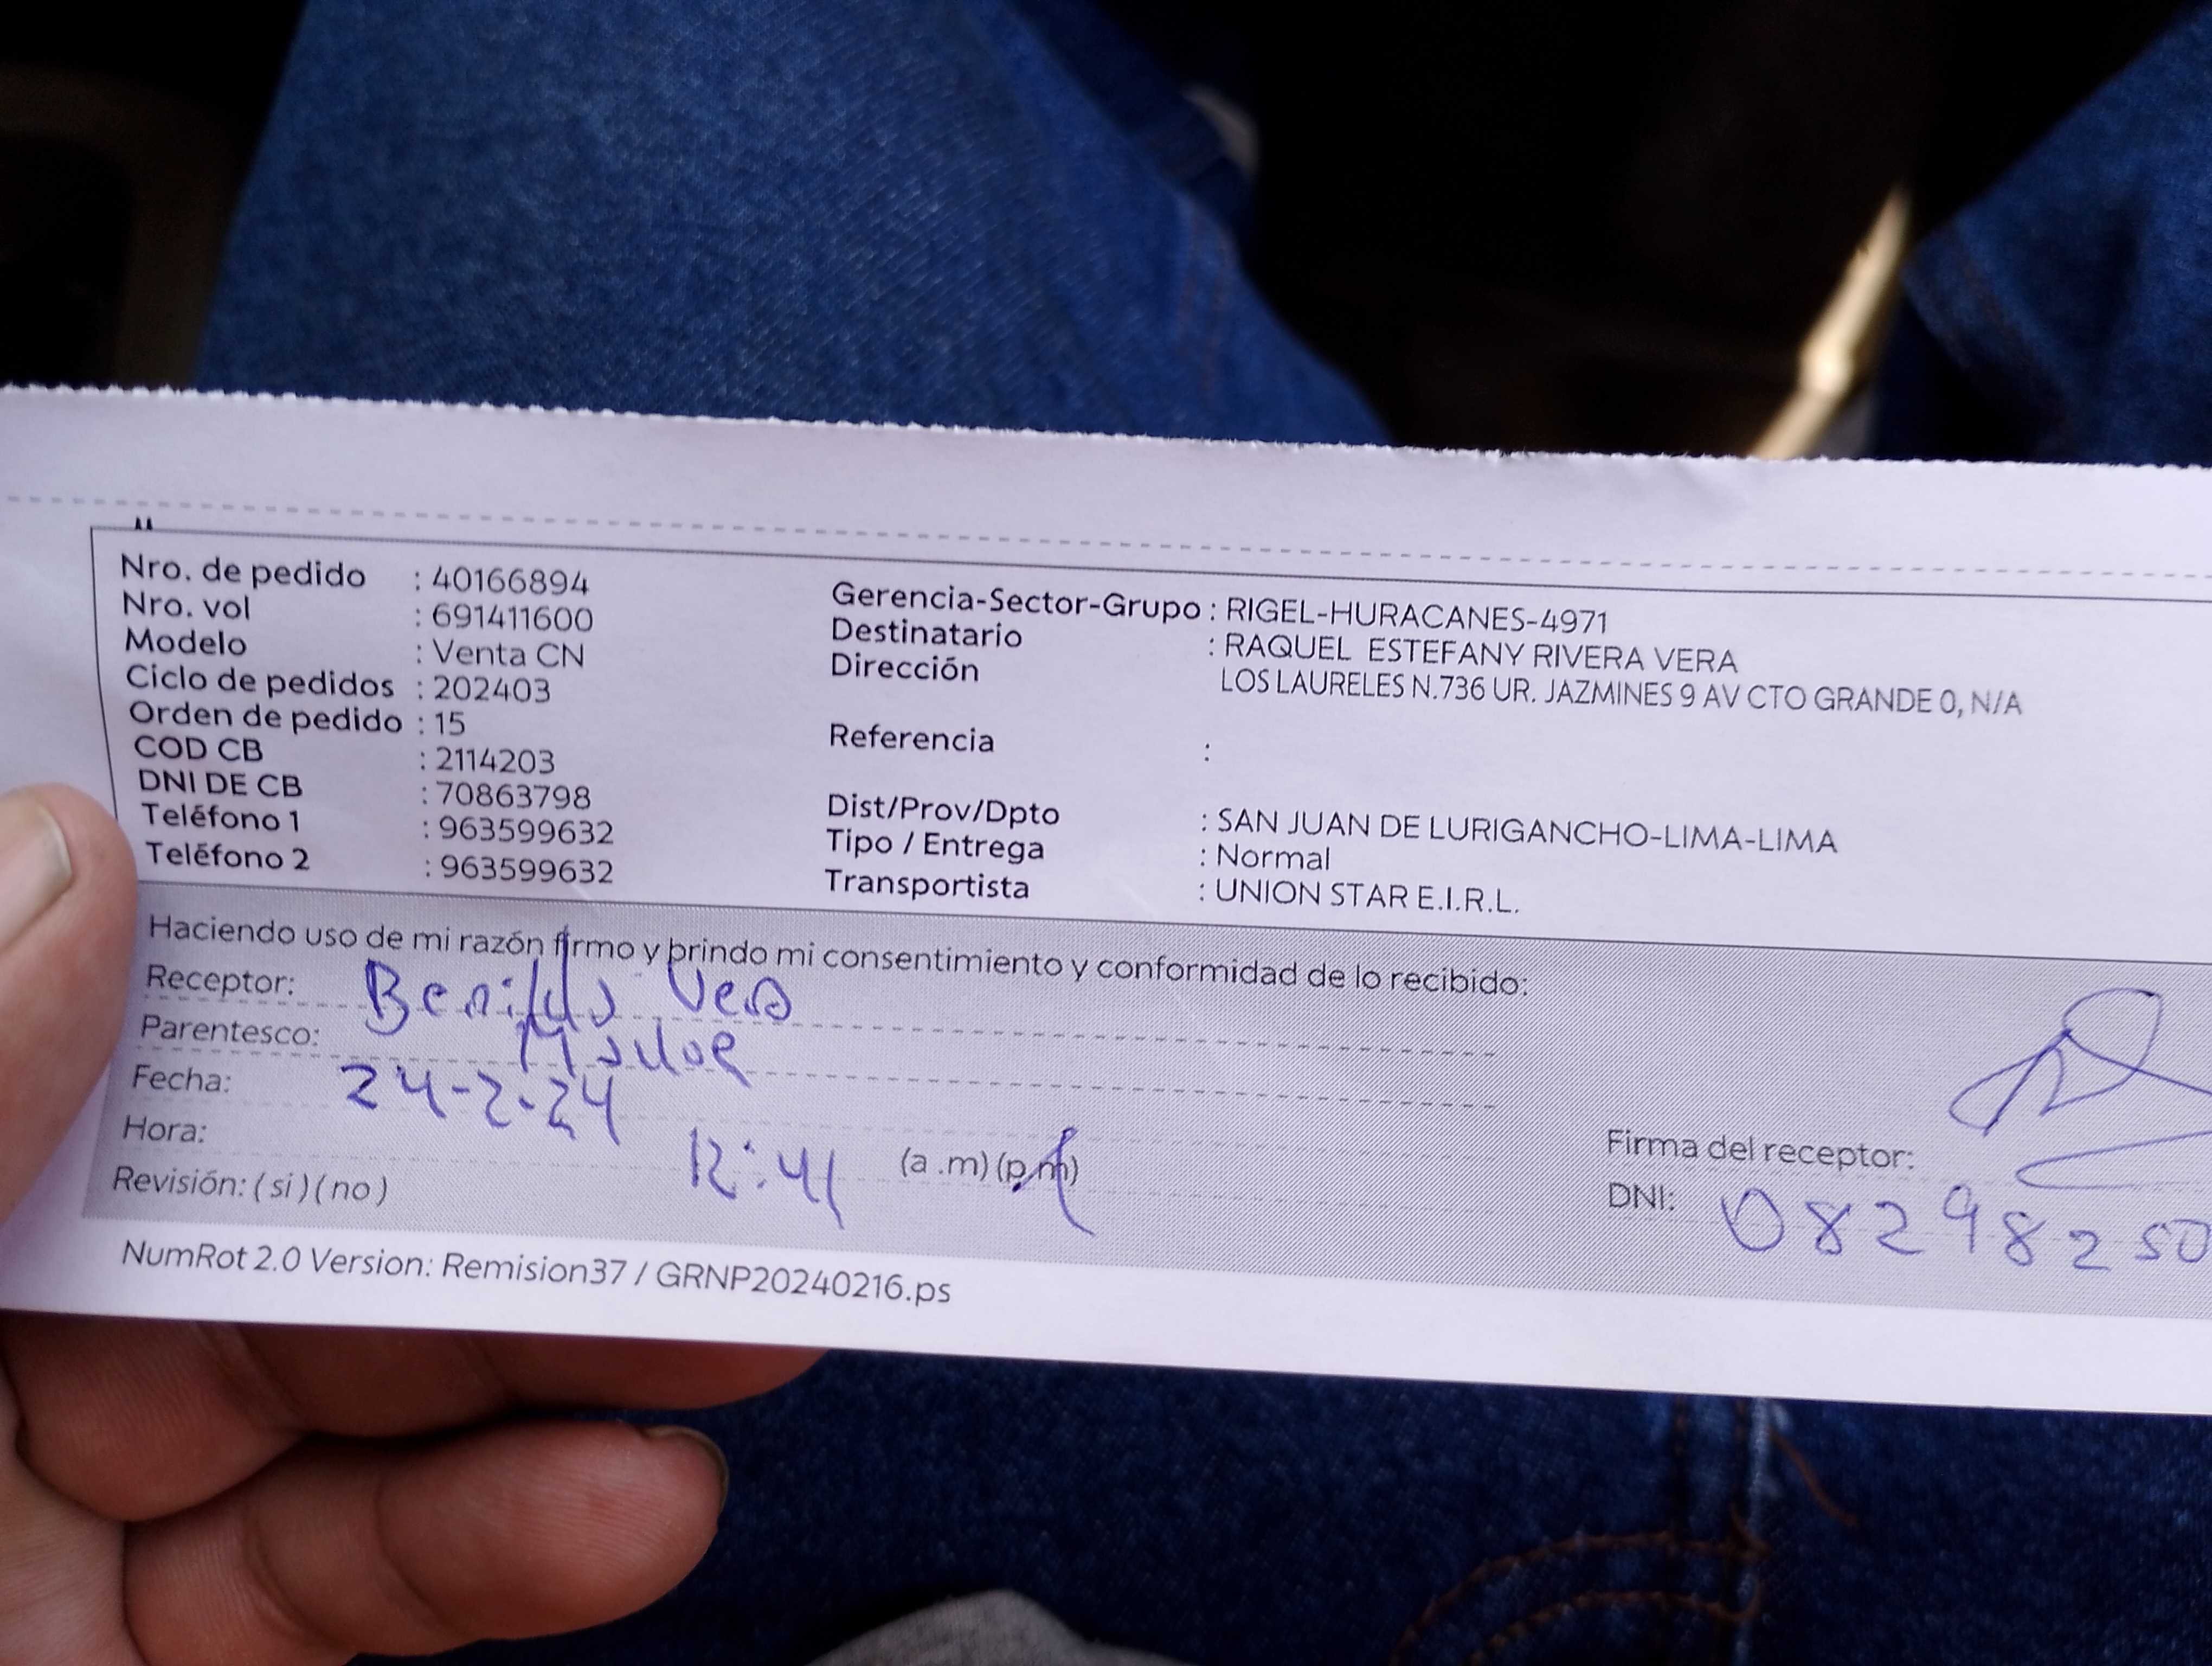 Nro. de pedido : 40166894
Nro. vol : 691411600
Modelo : Venta CN
Ciclo de pedidos : 202403
Orden de pedido : 15
COD CB : 2114203
DNI DE CB : 70863798
Teléfono 1 : 963599632
Teléfono 2 : 963599632
Gerencia-Sector-Grupo : RIGEL-HURACANES-4971
Destinatario : RAQUEL ESTEFANY RIVERA VERA
Dirección LOS LAURELES N.736 UR. JAZMINES 9 AV CTO GRANDE 0, N/A
Referencia :
Dist/Prov/Dpto : SAN JUAN DE LURIGANCHO-LIMA-LIMA
Tipo / Entrega : Normal
Transportista : UNION STAR E.I.R.L.
Haciendo uso de mi razón firmo y brindo mi consentimiento y conformidad de lo recibido:
Receptor: Benilda Vera
Parentesco:
Fecha: 24-2-24
Hora: 12:41 (a .m) (p.m)
Revisión: ( si ) ( no )
Firma del receptor:
DNI: 08298250
NumRot 2.0 Version: Remision37 / GRNP20240216.ps